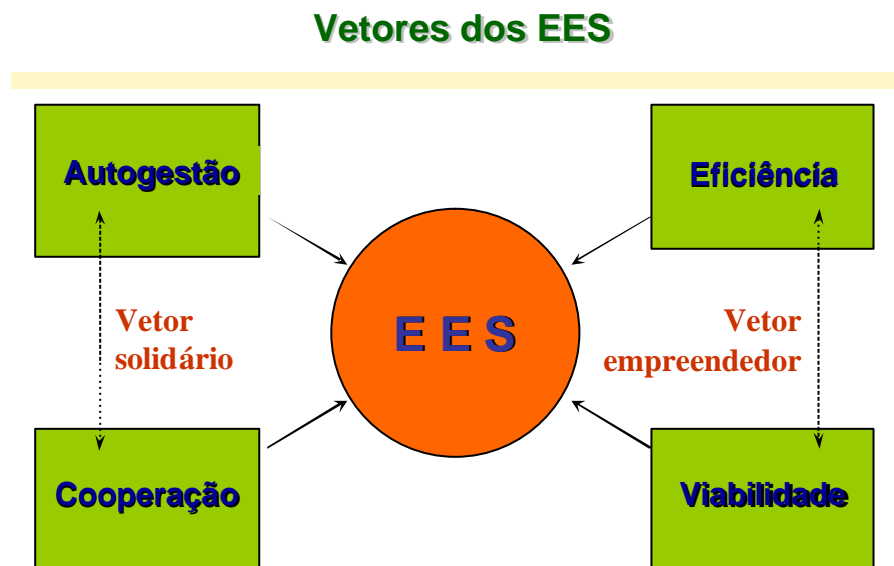 Vetores dos EES
Autogestão
Eficiência
Vetor
solidário
E E S
Vetor
empreendedor
Cooperação
Viabilidade